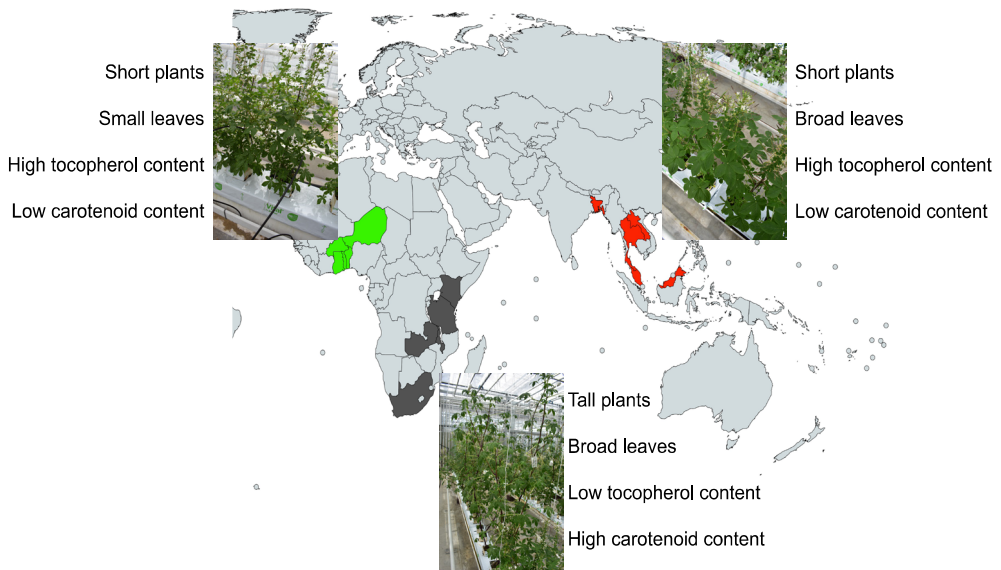 Short plants
Small leaves
High tocopherol content
Low carotenoid content
Short plants
Broad leaves
High tocopherol content
Low carotenoid content
Tall plants
Broad leaves
Low tocopherol content
High carotenoid content